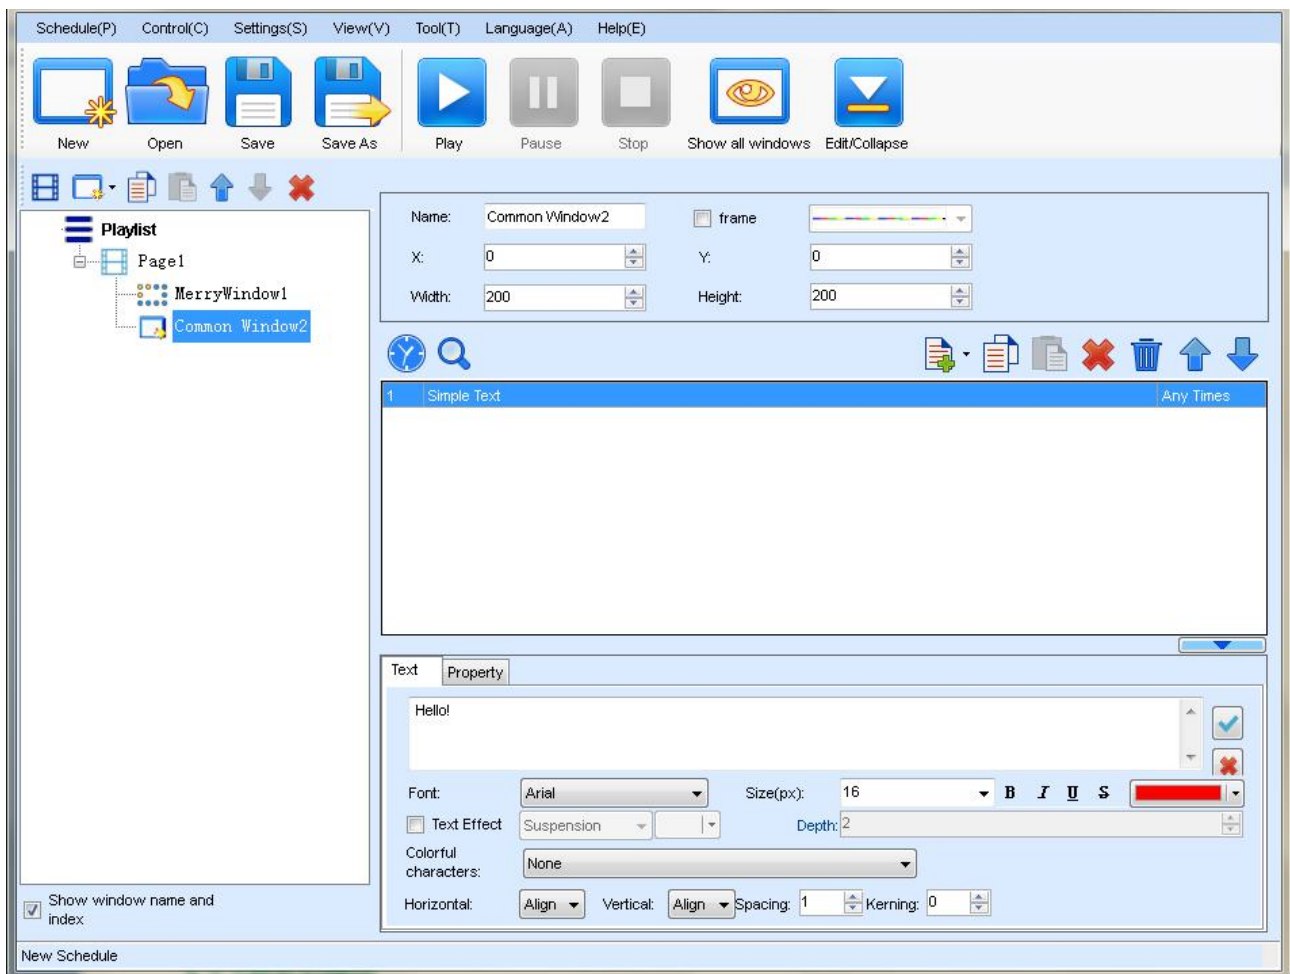 Schedule(P) Control(C) Settings(S) View(V) Tool(T) Language(A) Help(E)
New Open Save Save As Play Pause Stop Show all windows Edit/Collapse
Playlist
Page1
MerryWindow1
Common Window2
Name: Common Window2 frame
X: 0 Y: 0
Width: 200 Height: 200
1 Simple Text Any Times
Text Property
Hello!
Font: Arial Size(px): 16 B I U S
Text Effect Suspension Depth: 2
Colorful
characters: None
Horizontal: Align Vertical: Align Spacing: 1 Kerning: 0
Show window name and
index
New Schedule